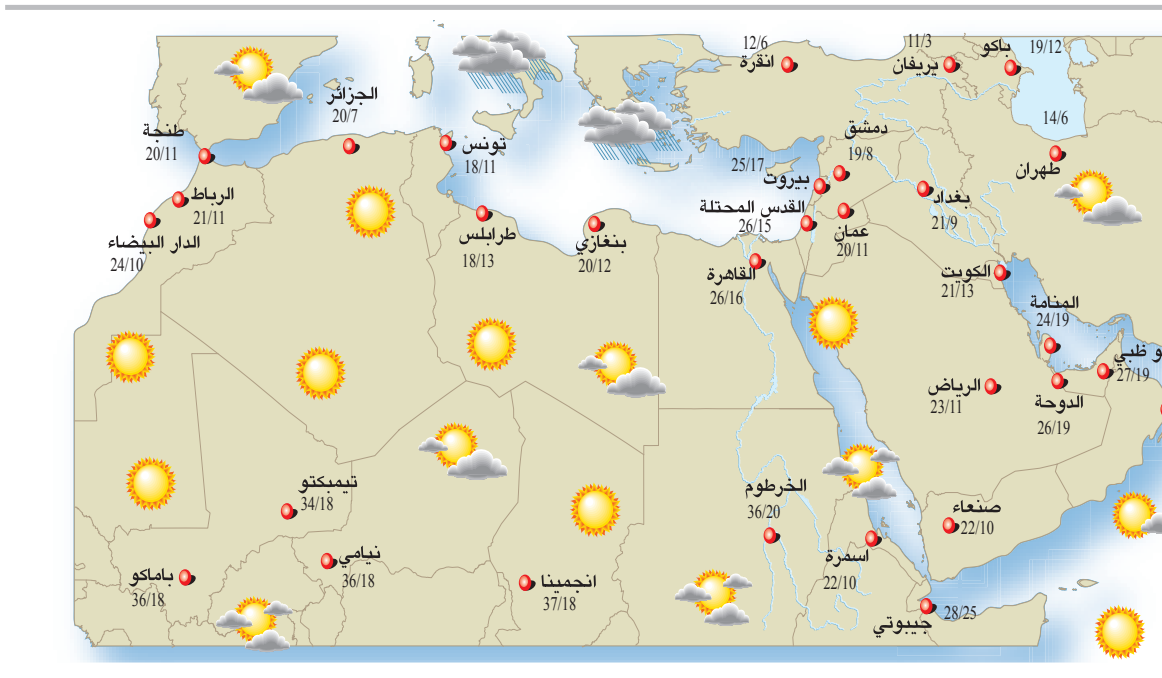 12/6
انقرة
11/3
يريفان
باكو
19/12
14/6
طهران
الجزائر
20/7
طنجة
20/11
تونس
18/11
دمشق
19/8
25/17
بيروت
بغداد
21/9
الرباط
21/11
الدار البيضاء
24/10
طرابلس
18/13
بنغازي
20/12
القدس المحتلة
26/15
عمان
20/11
القاهرة
26/16
الكويت
21/13
المنامة
24/19
و ظبي
27/19
الرياض
23/11
الدوحة
26/19
تيمبكتو
34/18
الخرطوم
36/20
صنعاء
22/10
اسمرة
22/10
نيامي
36/18
باماكو
36/18
انجمينا
37/18
28/25
جيبوتي